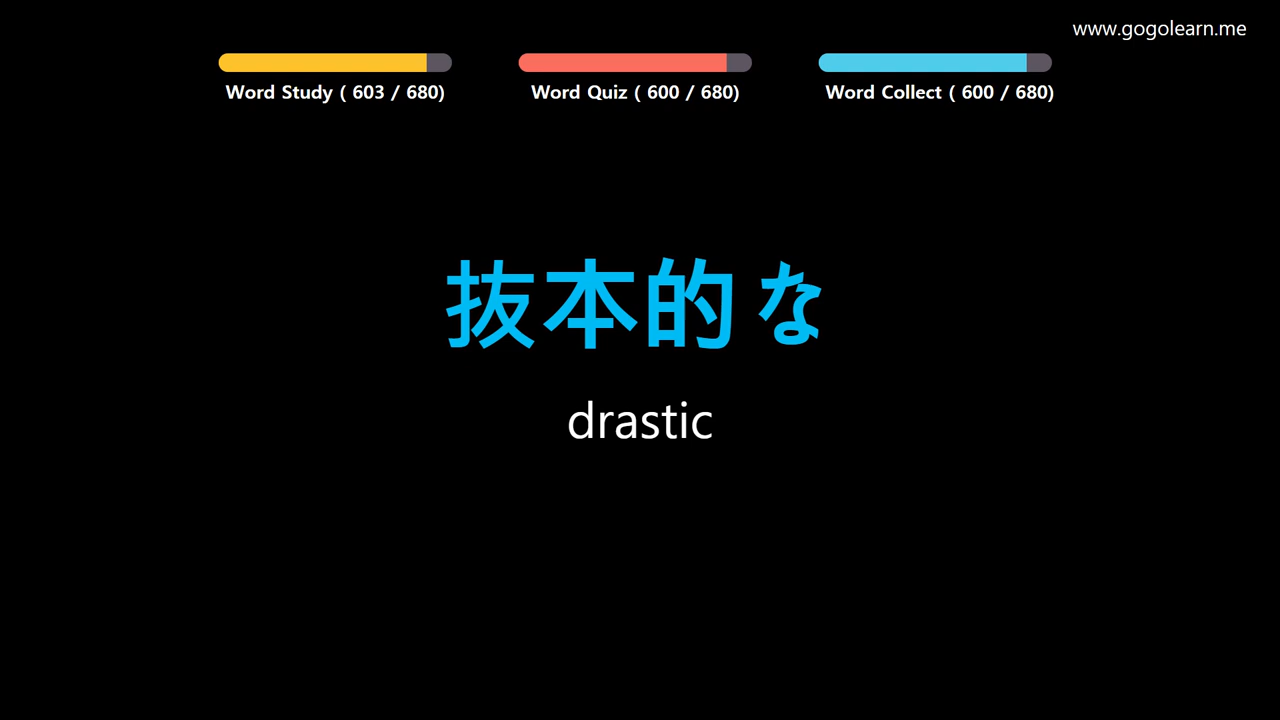 www.gogolearn.me
Word Study ( 603 / 680)
Word Quiz ( 600 / 680)
Word Collect ( 600 / 680)
抜本的な
drastic